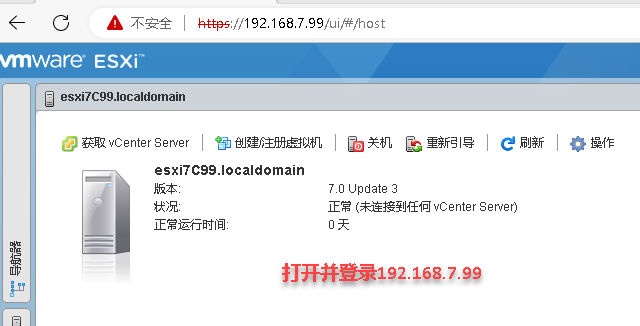 不安全 https://192.168.7.99/ui/#/host
vmware ESXi™
esxi7C99.localdomain
获取 vCenter Server 创建/注册虚拟机 关机 重新引导 刷新 操作
esxi7C99.localdomain
版本: 7.0 Update 3
状况: 正常 (未连接到任何 vCenter Server)
正常运行时间: 0 天
导航器
打开并登录192.168.7.99